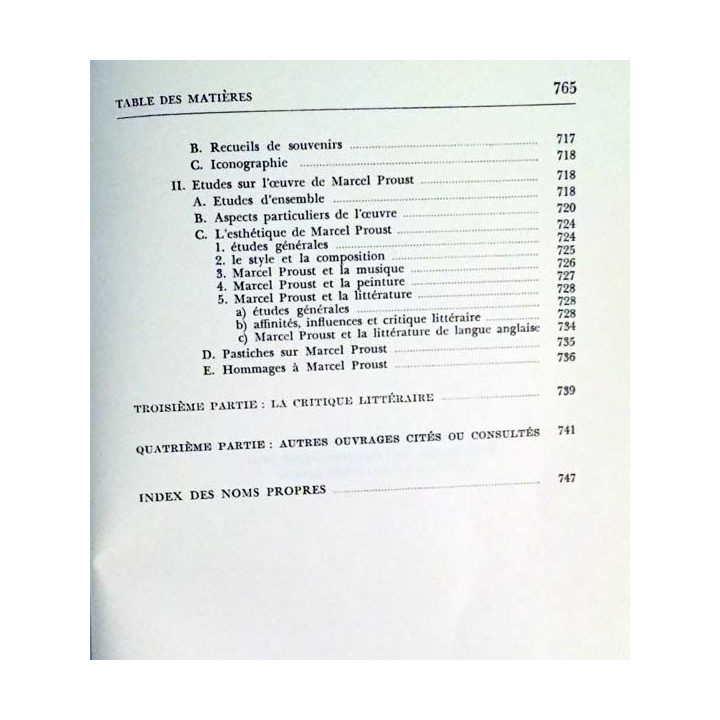 TABLE DES MATIÈRES 765
B. Recueils de souvenirs 717
C. Iconographie 718
II. Etudes sur l'œuvre de Marcel Proust 718
A. Etudes d'ensemble 718
B. Aspects particuliers de l'œuvre 720
C. L'esthétique de Marcel Proust 724
1. études générales 724
2. le style et la composition 725
3. Marcel Proust et la musique 726
4. Marcel Proust et la peinture 727
5. Marcel Proust et la littérature 728
a) études générales 728
b) affinités, influences et critique littéraire 728
c) Marcel Proust et la littérature de langue anglaise 734
D. Pastiches sur Marcel Proust 735
E. Hommages à Marcel Proust 736
TROISIÈME PARTIE : LA CRITIQUE LITTÉRAIRE 739
QUATRIÈME PARTIE : AUTRES OUVRAGES CITÉS OU CONSULTÉS 741
INDEX DES NOMS PROPRES 747